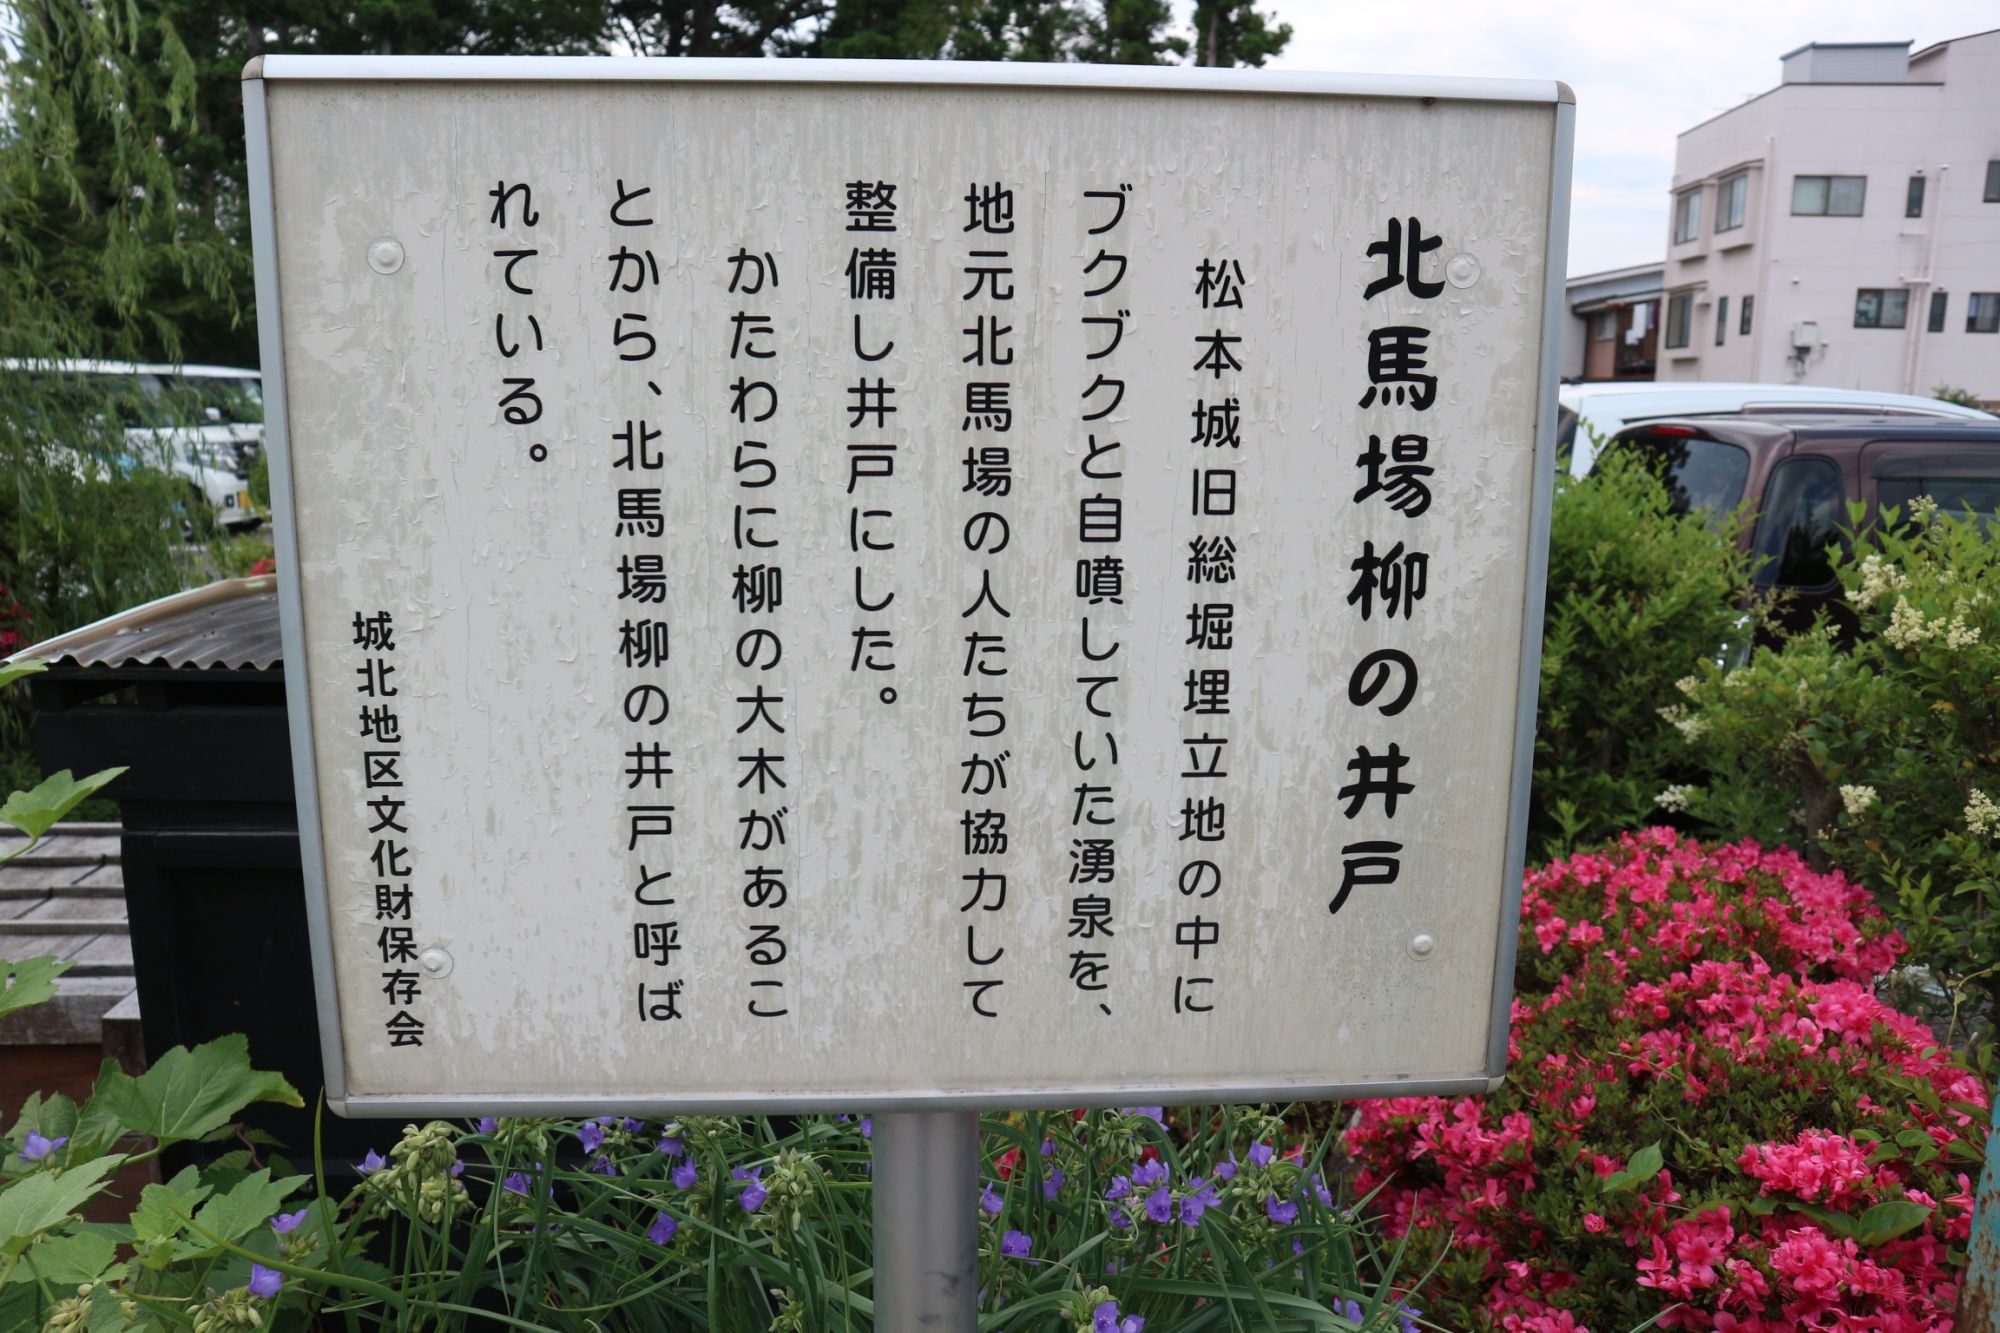 北馬場柳の井戸
松本城旧総堀埋立地の中に
ブクブクと自噴していた湧泉を、
地元北馬場の人たちが協力して
整備し井戸にした。
かたわらに柳の大木があるこ
とから、北馬場柳の井戸と呼ば
れている。
城北地区文化財保存会